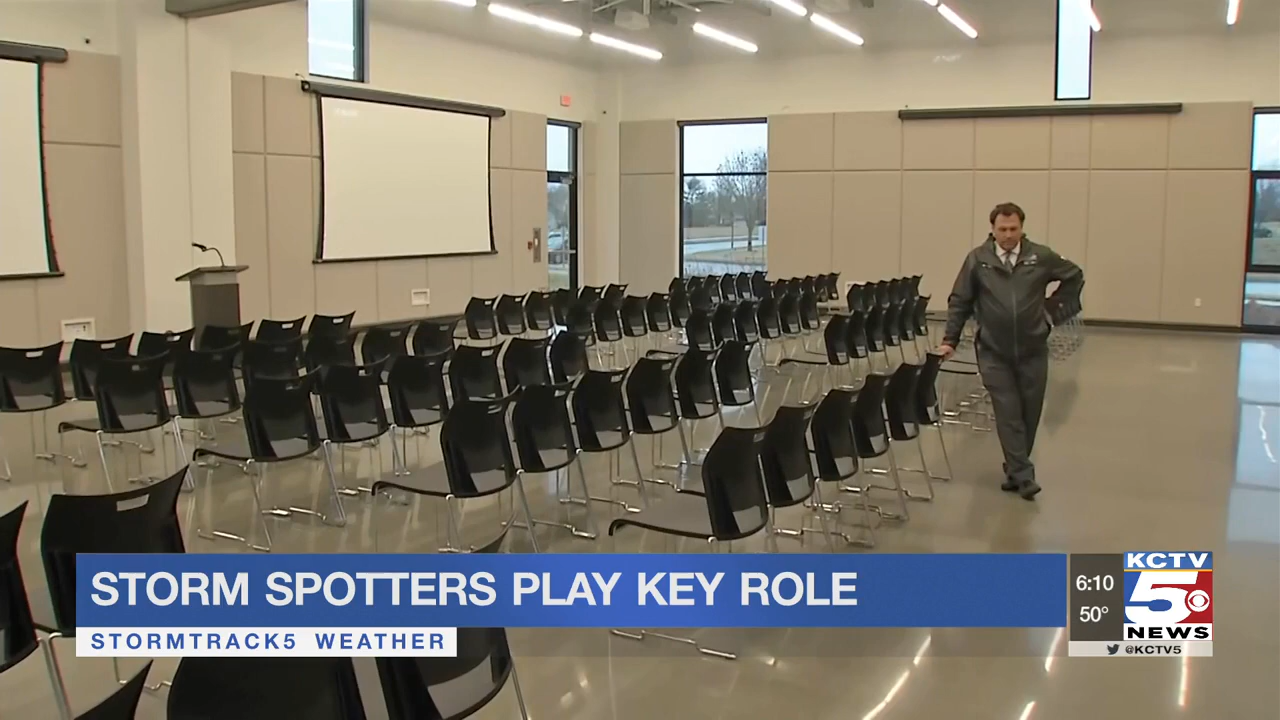 STORM SPOTTERS PLAY KEY ROLE
STORMTRACK5 WEATHER
6:10
50°
KCTV
5
NEWS
@KCTV5